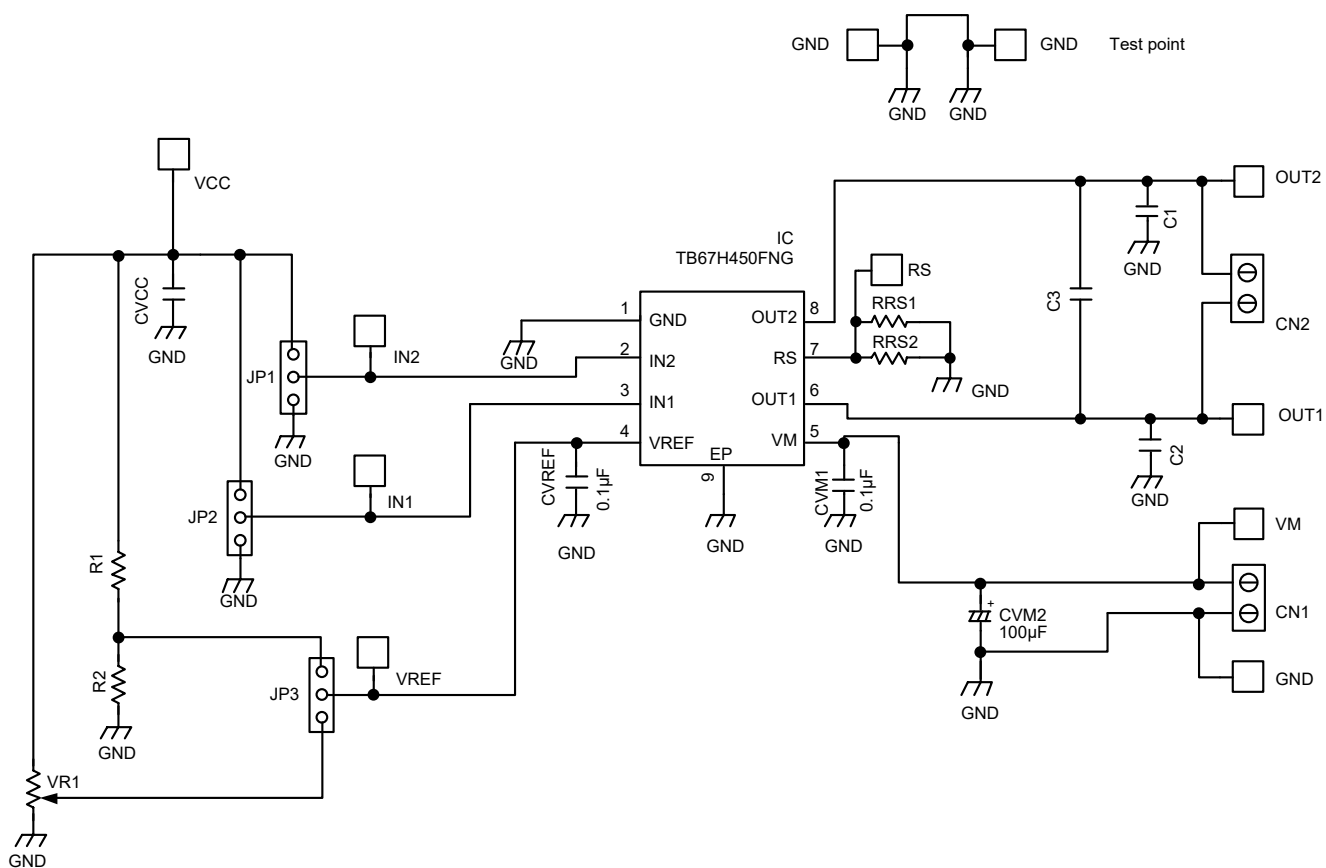 GND
GND
Test point
GND
GND
VCC
CVCC
GND
JP1
GND
IN2
JP2
GND
IN1
R1
R2
GND
JP3
VREF
VR1
GND
IC
TB67H450FNG
1
GND
GND
2
IN2
3
IN1
4
VREF
CVREF
0.1µF
GND
EP
9
GND
OUT2
8
RS
7
OUT1
6
VM
5
RS
RRS1
RRS2
GND
CVM1
0.1µF
GND
C3
C1
GND
OUT2
CN2
OUT1
C2
GND
VM
+
CVM2
100µF
GND
CN1
GND